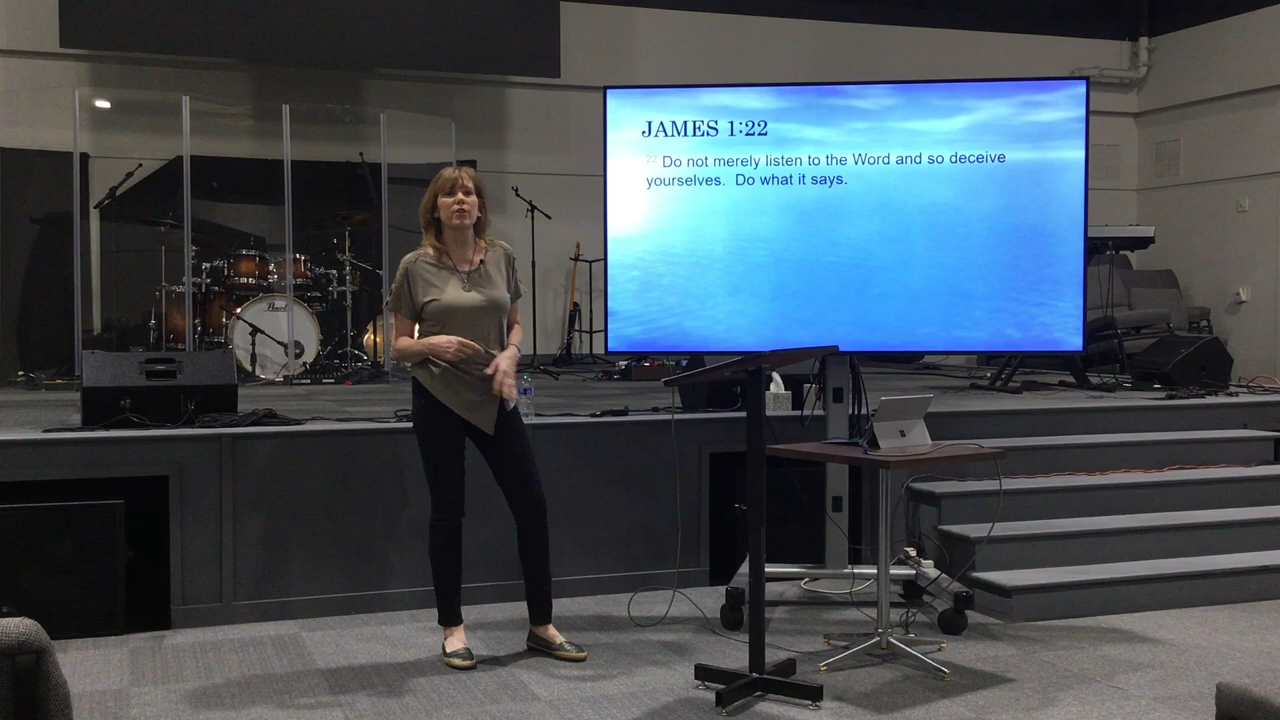 JAMES 1:22
22 Do not merely listen to the Word and so deceive
yourselves.  Do what it says.
Pearl